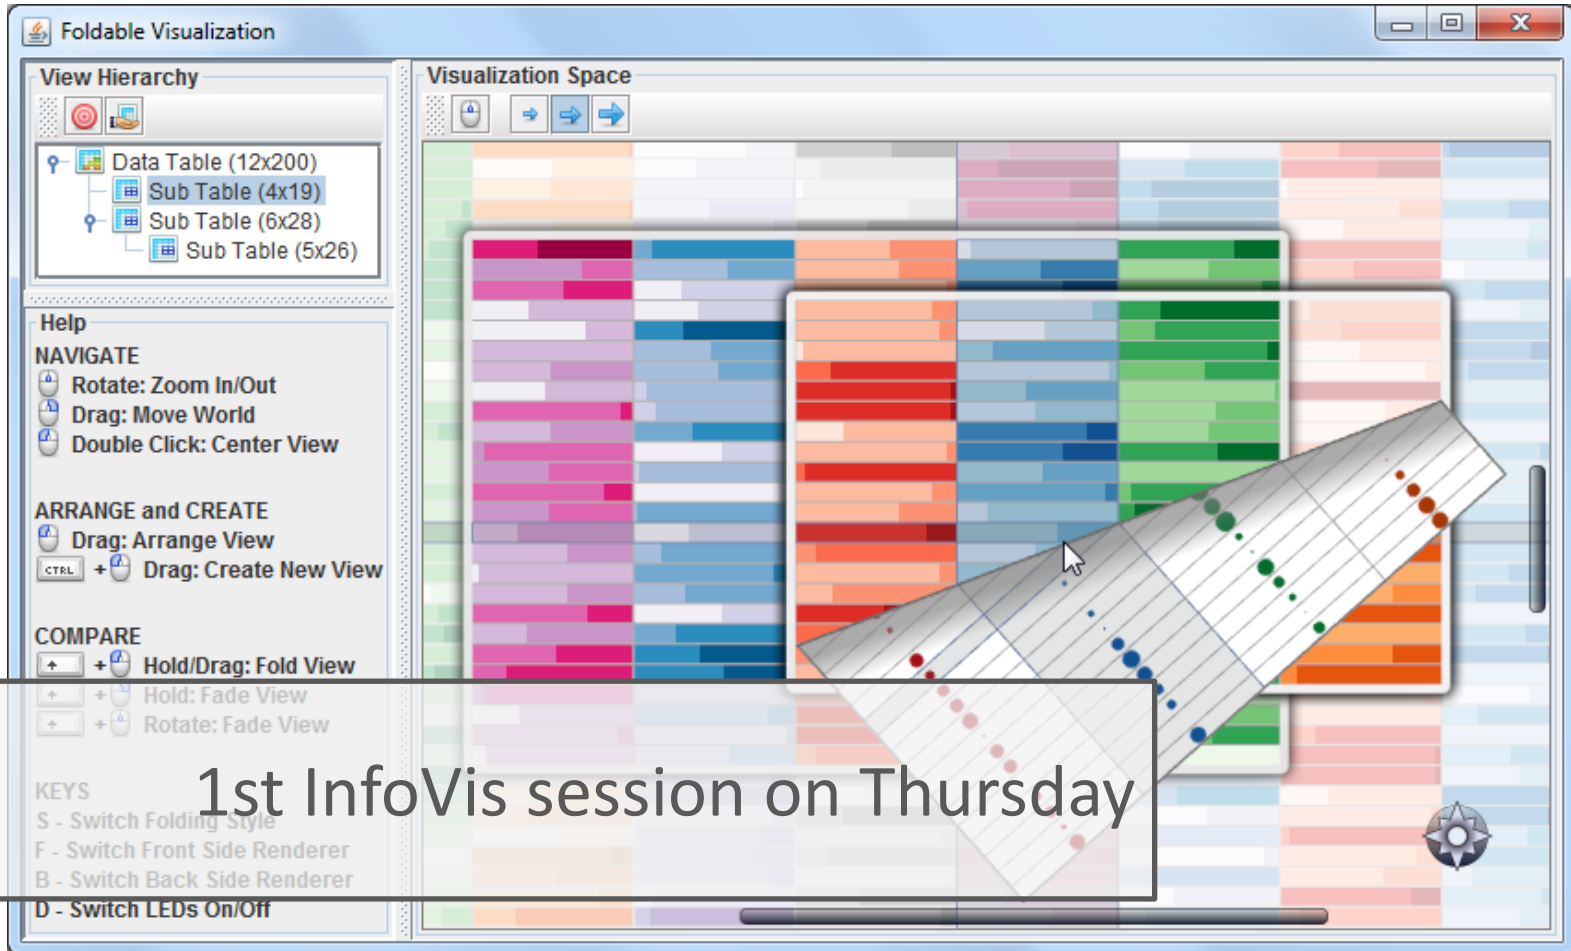 Foldable Visualization
View Hierarchy
Data Table (12x200)
Sub Table (4x19)
Sub Table (6x28)
Sub Table (5x26)
Help
NAVIGATE
Rotate: Zoom In/Out
Drag: Move World
Double Click: Center View
ARRANGE and CREATE
Drag: Arrange View
CTRL + Drag: Create New View
COMPARE
+ Hold/Drag: Fold View
+ Hold: Fade View
+ Rotate: Fade View
KEYS
S - Switch Folding Style
F - Switch Front Side Renderer
B - Switch Back Side Renderer
D - Switch LEDs On/Off
Visualization Space
1st InfoVis session on Thursday